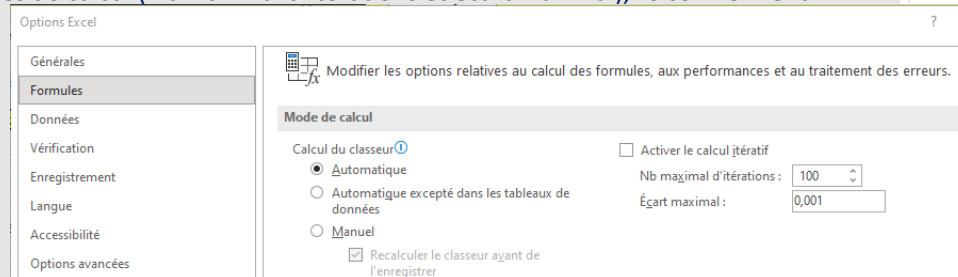 Options Excel ?
Générales
Formules
Données
Vérification
Enregistrement
Langue
Accessibilité
Options avancées
Modifier les options relatives au calcul des formules, aux performances et au traitement des erreurs.
Mode de calcul
Calcul du classeur
Automatique
Automatique excepté dans les tableaux de
données
Manuel
Recalculer le classeur avant de
l'enregistrer
Activer le calcul itératif
Nb maximal d'itérations : 100
Écart maximal : 0,001